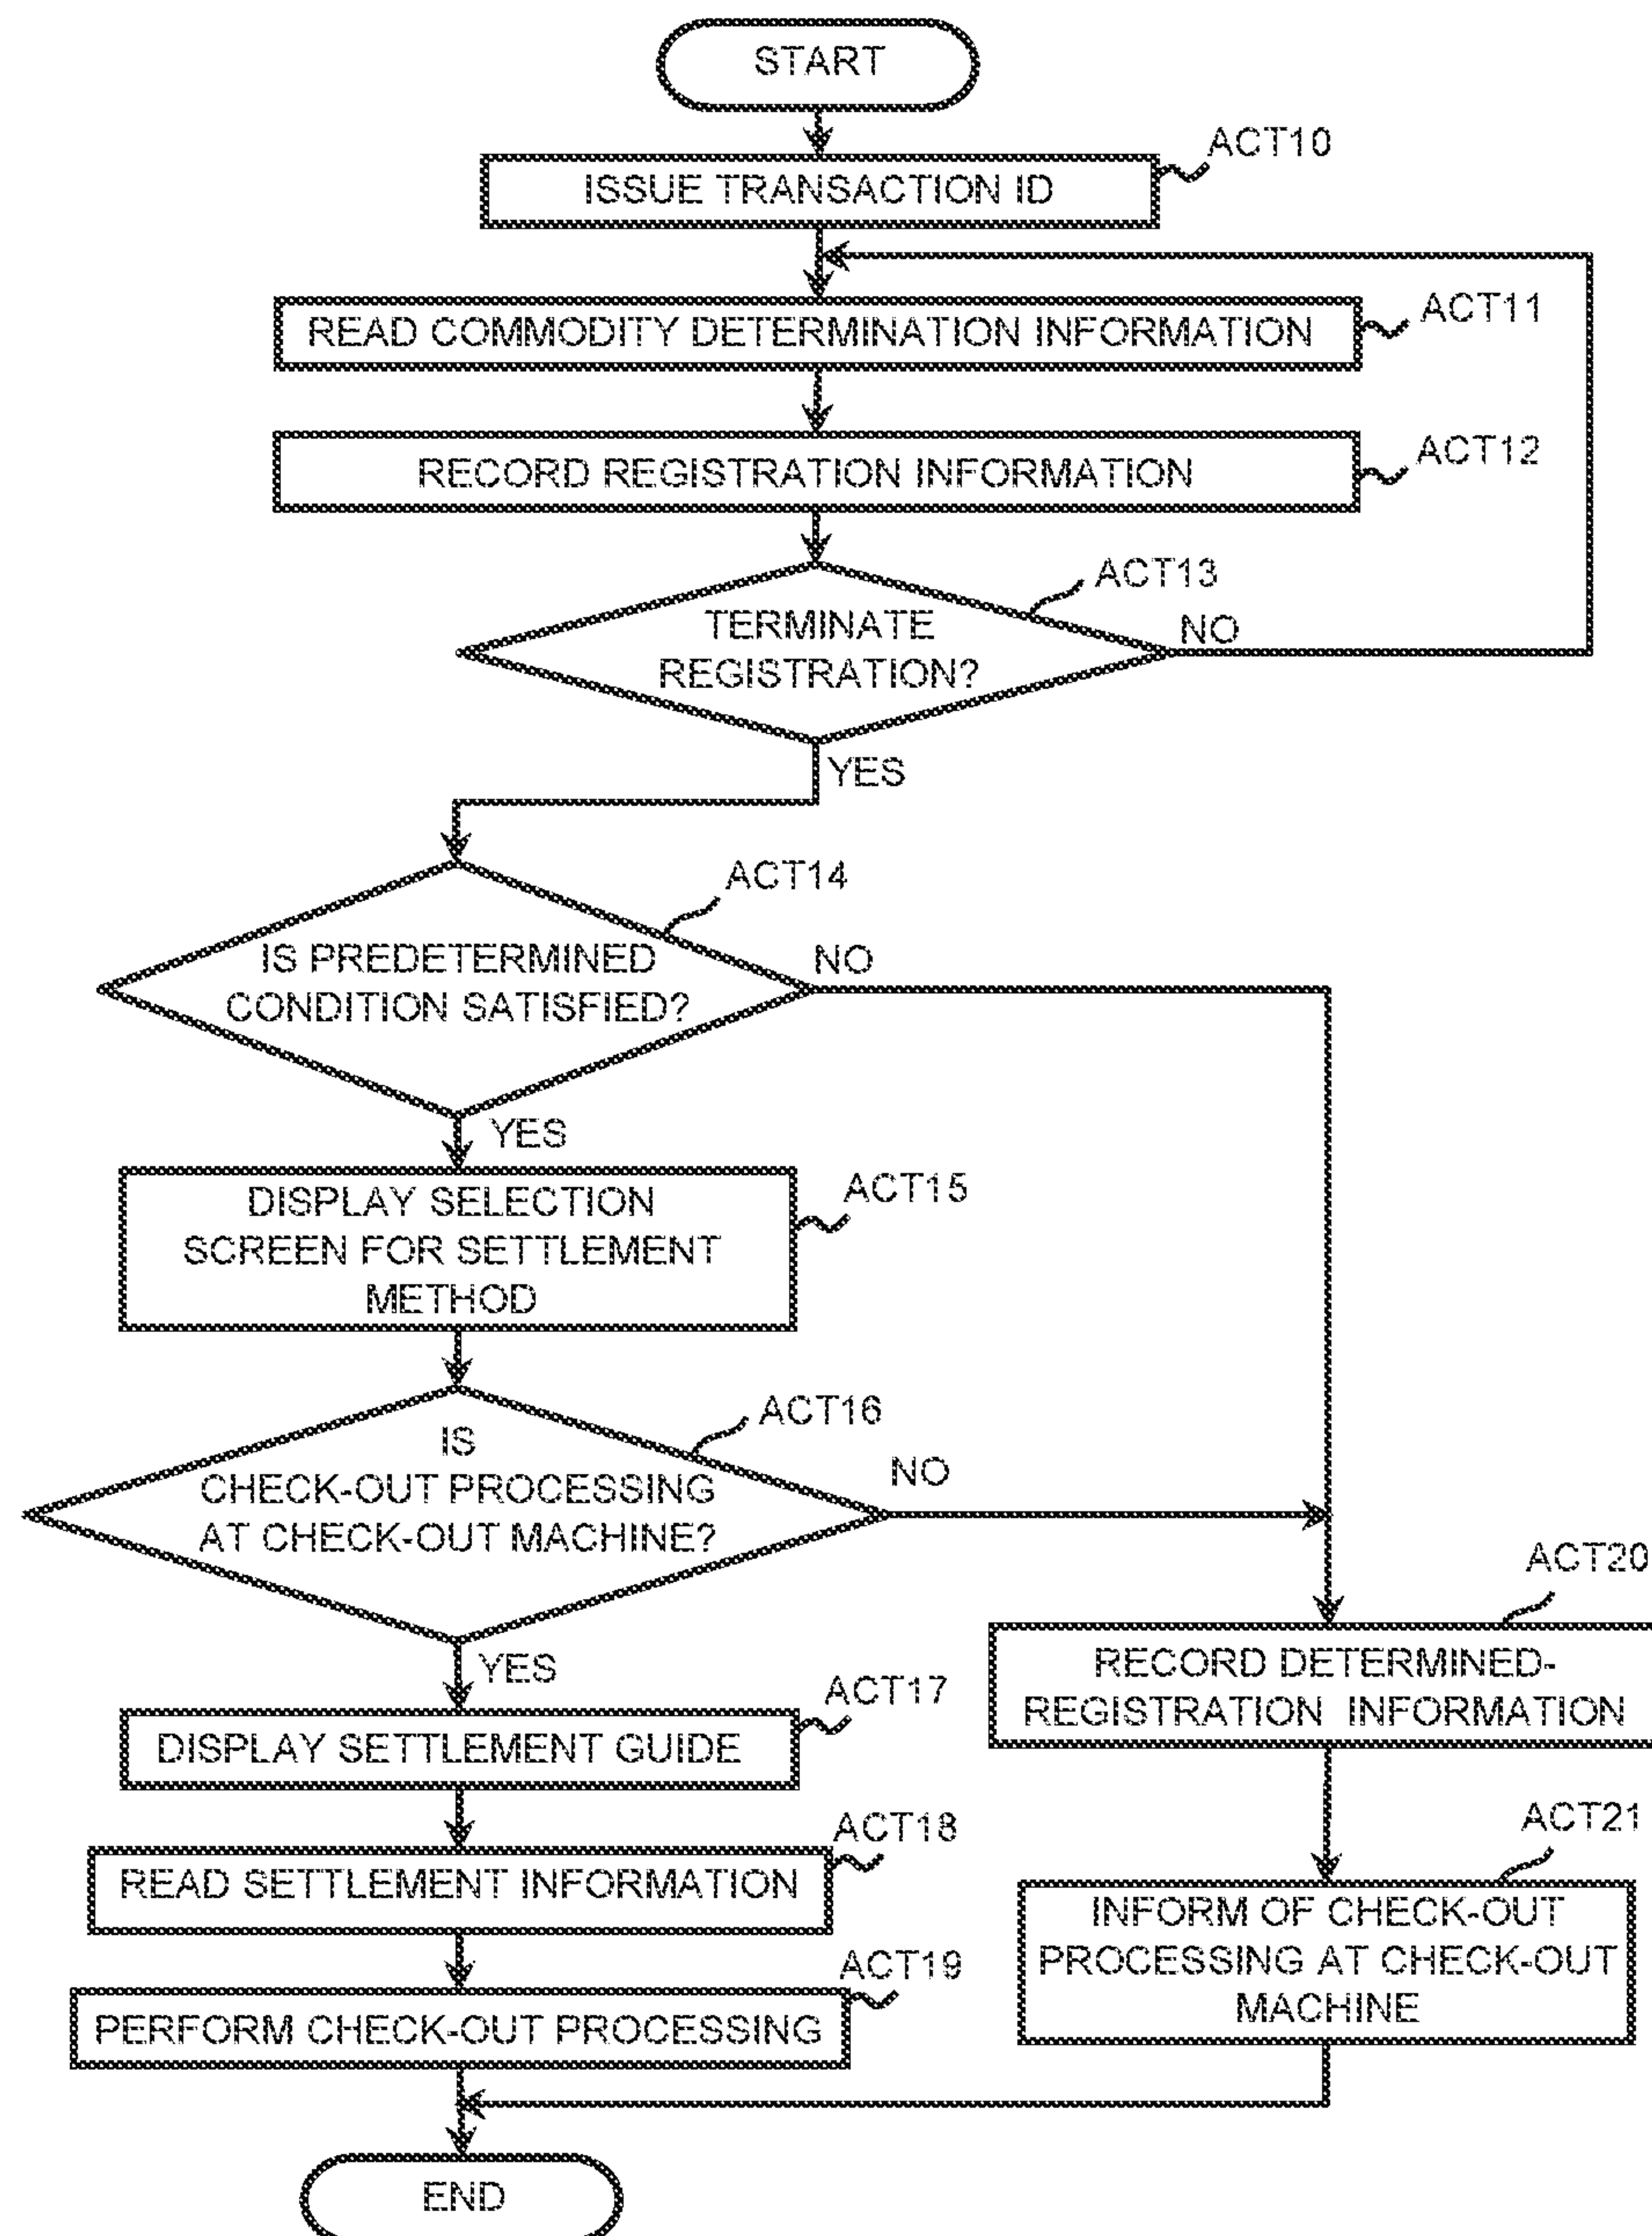 START
ACT10
ISSUE TRANSACTION ID
ACT11
READ COMMODITY DETERMINATION INFORMATION
ACT12
RECORD REGISTRATION INFORMATION
ACT13
TERMINATE
REGISTRATION?
NO
YES
ACT14
IS PREDETERMINED
CONDITION SATISFIED?
NO
YES
ACT15
DISPLAY SELECTION
SCREEN FOR SETTLEMENT
METHOD
ACT16
IS
CHECK-OUT PROCESSING
AT CHECK-OUT MACHINE?
NO
YES
ACT17
DISPLAY SETTLEMENT GUIDE
ACT18
READ SETTLEMENT INFORMATION
ACT19
PERFORM CHECK-OUT PROCESSING
ACT20
RECORD DETERMINED-
REGISTRATION INFORMATION
ACT21
INFORM OF CHECK-OUT
PROCESSING AT CHECK-OUT
MACHINE
END